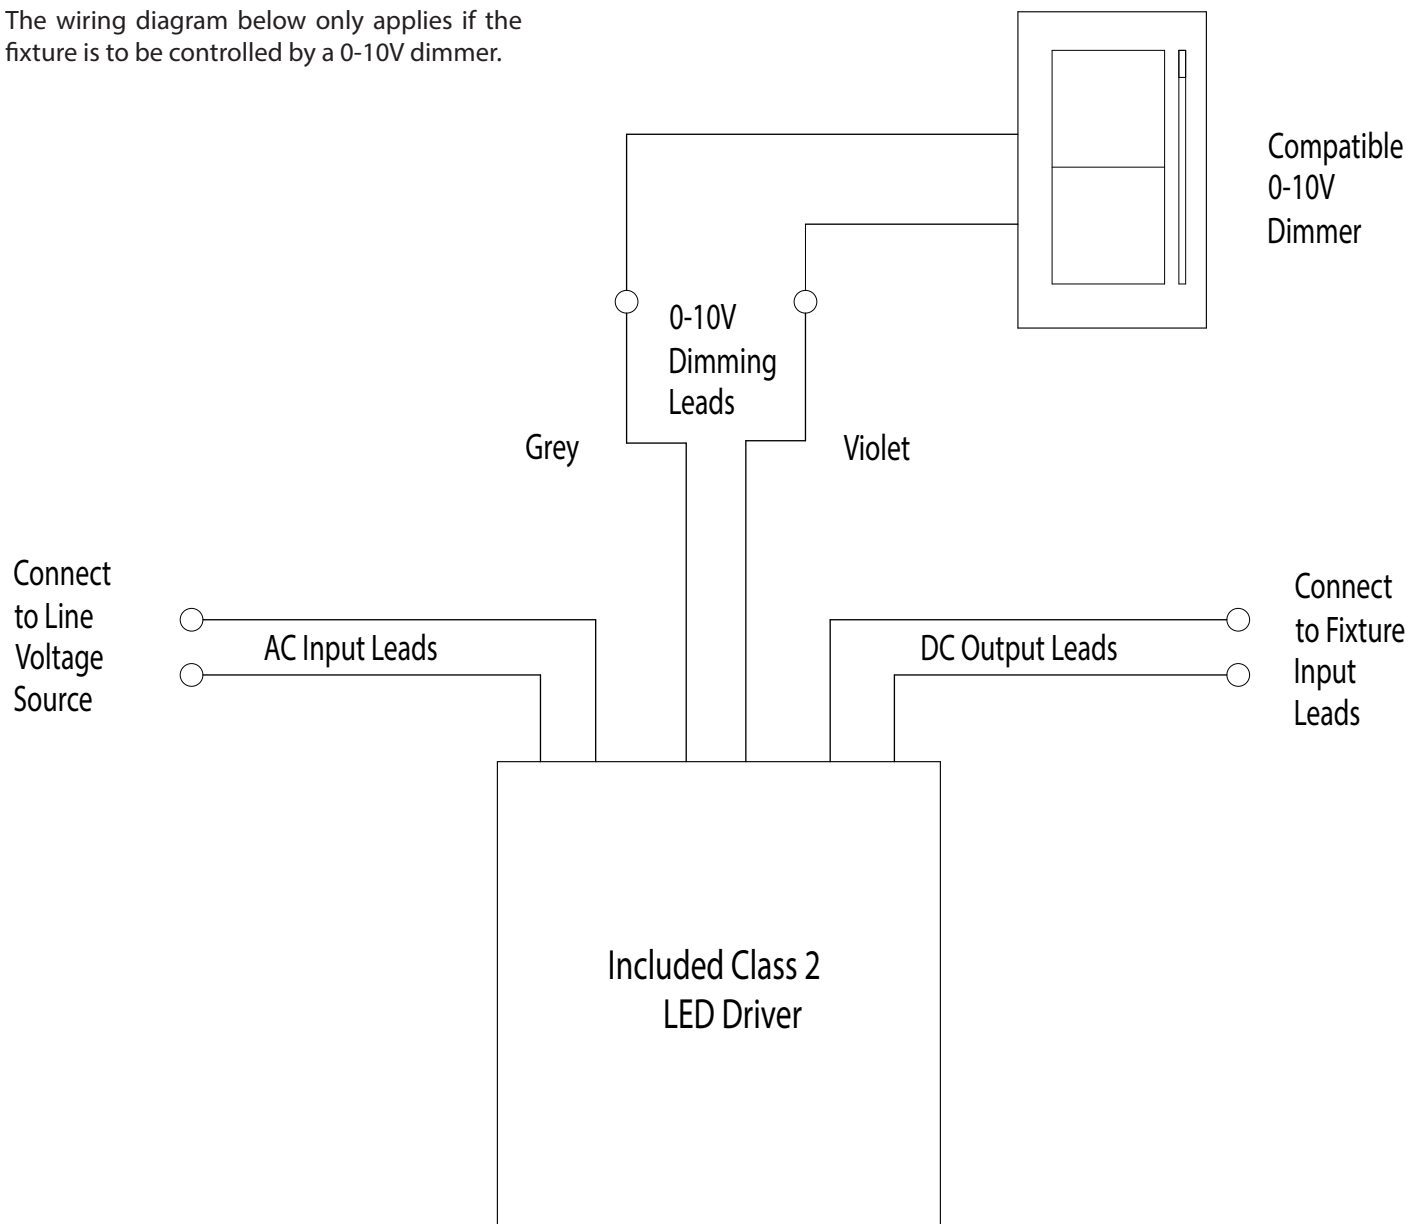 The wiring diagram below only applies if the
fixture is to be controlled by a 0-10V dimmer.
Compatible
0-10V
Dimmer
0-10V
Dimming
Leads
Grey
Violet
Connect
to Line
Voltage
Source
AC Input Leads
DC Output Leads
Connect
to Fixture
Input
Leads
Included Class 2
LED Driver